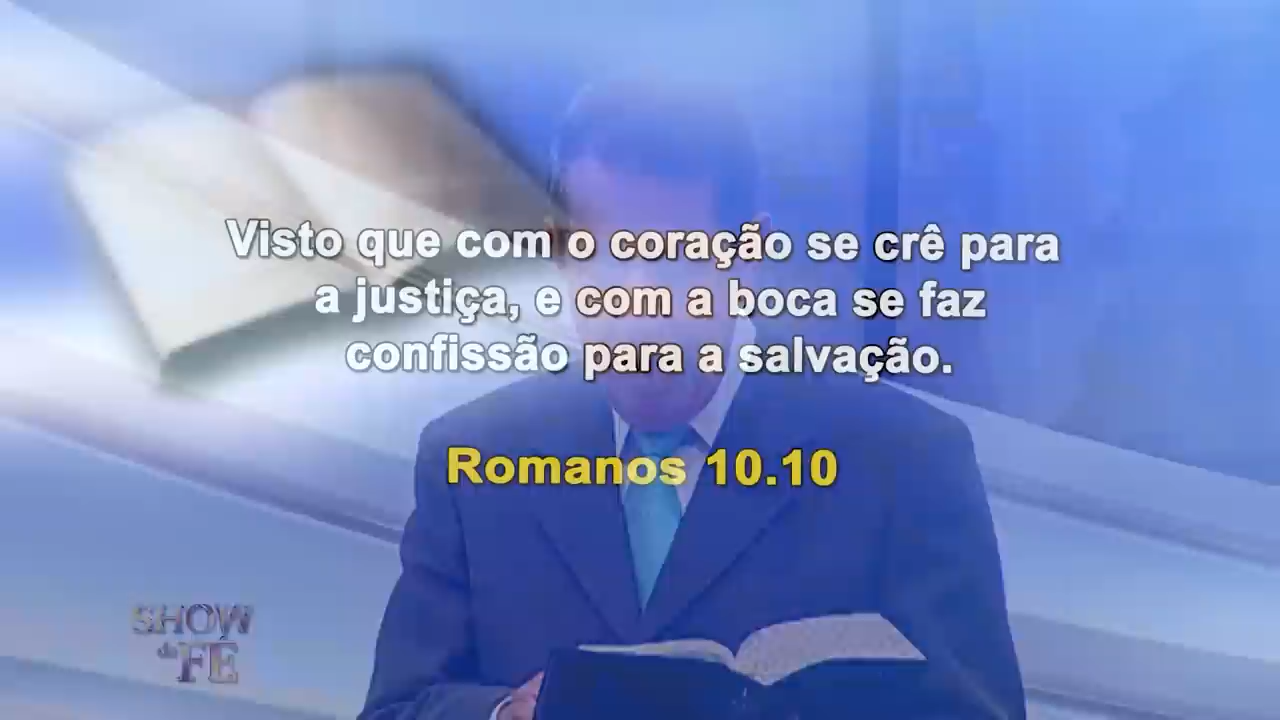 Visto que com o coração se crê para
a justiça, e com a boca se faz
confissão para a salvação.
Romanos 10.10
SHOW
da FÉ